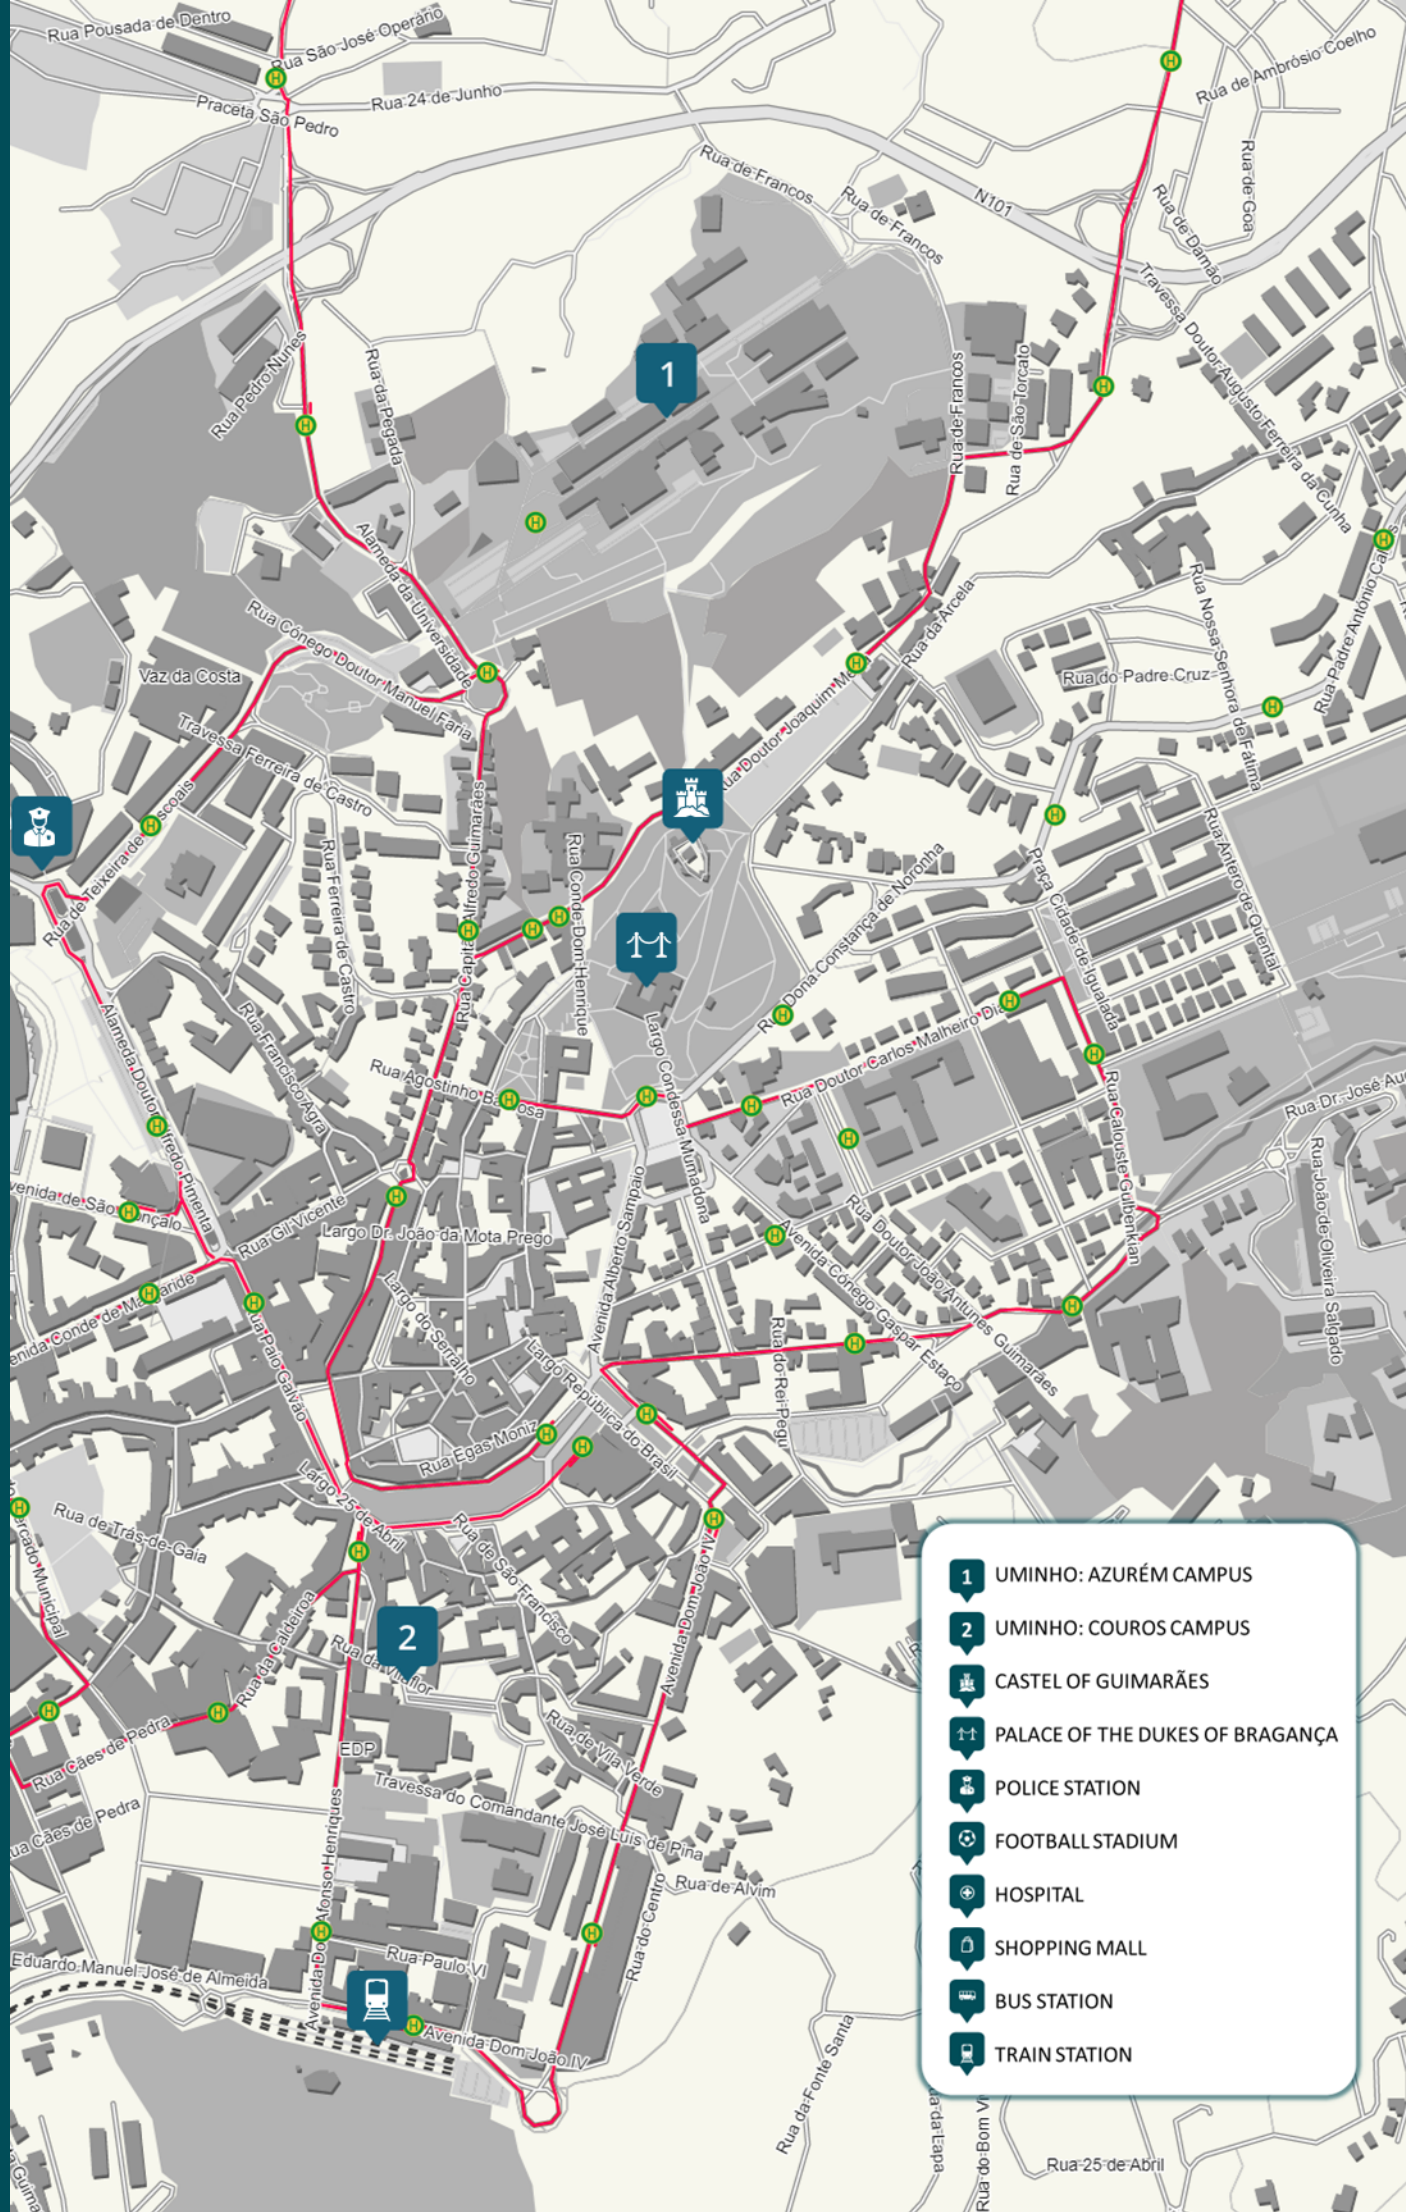 Rua Pousada de Dentro
Rua São José Operário
Rua 24 de Junho
Praceta São Pedro
Rua de Ambrósio Coelho
Rua de Goa
Rua de Francos
Rua de Francos
N101
Rua de Damão
Travessa Doutor Augusto Ferreira da Cunha
Rua Pedro Nunes
Rua da Pegada
1
Rua de Francos
Rua de São Torcato
Alameda da Universidade
Rua Cónego Doutor Manuel Faria
Rua da Arcela
Rua Nossa Senhora de Fátima
Rua Padre António
Vaz da Costa
Rua do Padre Cruz
Rua Doutor Joaquim
Travessa Ferreira de Castro
Rua de Teixeira de
Rua Ferreira de Castro
Alfredo Guimarães
Rua Conde Dom Henrique
Rua Antero de Quental
Praça Cidade de Igualada
Dona Constança de Noronha
Alameda Doutor
Alfredo Pimenta
Rua Francisco Agra
Rua Agostinho
Largo Condessa Mumadona
Rua Doutor Carlos Malheiro Dias
Rua Calouste Gulbenkian
Rua Dr. José
Rua João de Oliveira Salgado
Rua Gil Vicente
Largo Dr. João da Mota Prego
Avenida Alberto Sampaio
Rua Doutor João Antunes Guimarães
Avenida Cónego Gaspar Estaço
Largo do Serralho
Rua Paio Galvão
Largo República do Brasil
Rua do Rei Pegu
Rua Egas Moniz
Largo 25 de Abril
Rua de Trás-de-Gaia
Rua de São Francisco
Municipal
Rua da Caldeiroa
2
Avenida Dom João IV
Rua Cães de Pedra
EDP
Rua de Vila Verde
Travessa do Comandante José Luís de Pina
Cães de Pedra
Afonso Henriques
Rua de Alvim
Rua do Centro
Rua Paulo VI
Eduardo Manuel José de Almeida
Avenida Dom João IV
Rua da Fonte Santa
da Lapa
Rua do Bom
Rua 25 de Abril
1 UMINHO: AZURÉM CAMPUS
2 UMINHO: COUROS CAMPUS
CASTEL OF GUIMARÃES
PALACE OF THE DUKES OF BRAGANÇA
POLICE STATION
FOOTBALL STADIUM
HOSPITAL
SHOPPING MALL
BUS STATION
TRAIN STATION